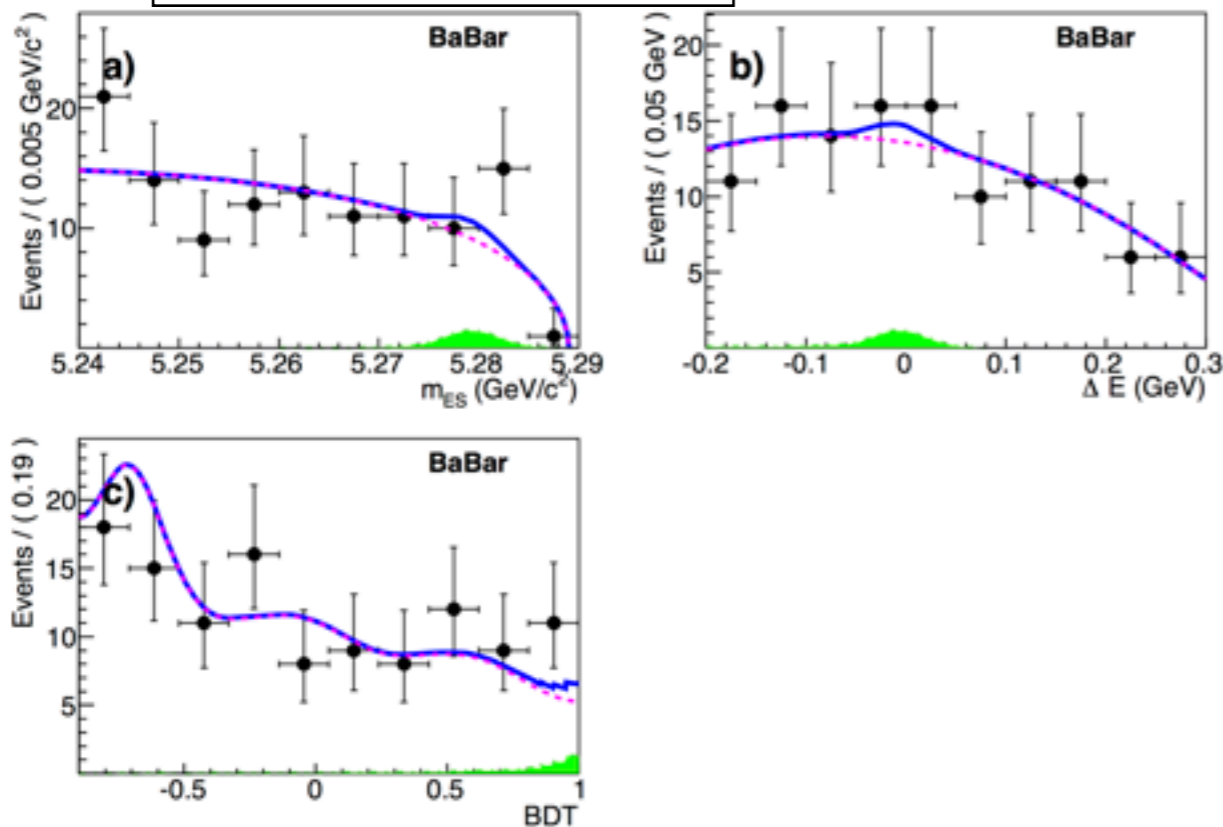 BaBar
a)
Events / ( 0.005 GeV/c²)
20
10
5.24 5.25 5.26 5.27 5.28 5.29
m_ES (GeV/c²)
BaBar
b)
Events / ( 0.05 GeV)
20
15
10
5
-0.2 -0.1 0 0.1 0.2 0.3
Δ E (GeV)
BaBar
c)
Events / ( 0.19 )
20
15
10
5
-0.5 0 0.5 1
BDT